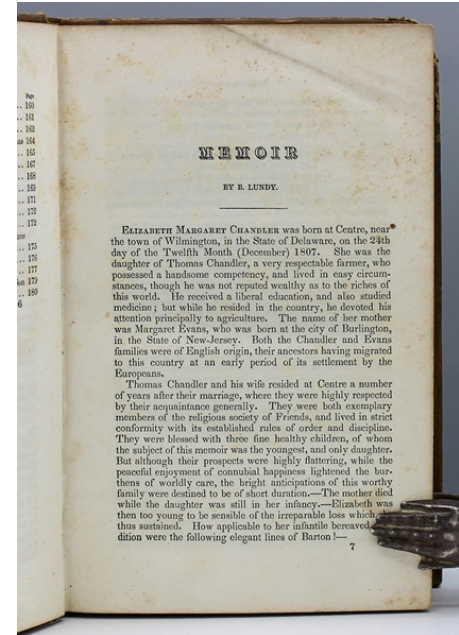 Page
.. 160
.. 161
.. 163
164
.. 165
.. 167
.. 168
.. 169
.. 171
.. 172
.. 172
.. 175
.. 176
.. 177
179
.. 180
MEMOIR
BY B. LUNDY.
ELIZABETH MARGARET CHANDLER was born at Centre, near
the town of Wilmington, in the State of Delaware, on the 24th
day of the Twelfth Month (December) 1807. She was the
daughter of Thomas Chandler, a very respectable farmer, who
possessed a handsome competency, and lived in easy circum-
stances, though he was not reputed wealthy as to the riches of
this world. He received a liberal education, and also studied
medicine; but while he resided in the country, he devoted his
attention principally to agriculture. The name of her mother
was Margaret Evans, who was born at the city of Burlington,
in the State of New-Jersey. Both the Chandler and Evans
families were of English origin, their ancestors having migrated
to this country at an early period of its settlement by the
Europeans.
Thomas Chandler and his wife resided at Centre a number
of years after their marriage, where they were highly respected
by their acquaintance generally. They were both exemplary
members of the religious society of Friends, and lived in strict
conformity with its established rules of order and discipline.
They were blessed with three fine healthy children, of whom
the subject of this memoir was the youngest, and only daughter.
But although their prospects were highly flattering, while the
peaceful enjoyment of connubial happiness lightened the bur-
thens of worldly care, the bright anticipations of this worthy
family were destined to be of short duration.—The mother died
while the daughter was still in her infancy.—Elizabeth was
then too young to be sensible of the irreparable loss which
thus sustained. How applicable to her infantile bereaved
dition were the following elegant lines of Barton!—
7